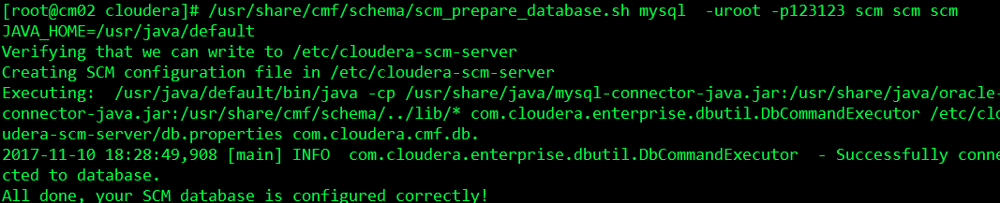 [root@cm02 cloudera]# /usr/share/cmf/schema/scm_prepare_database.sh mysql  -uroot -p123123 scm scm scm
JAVA_HOME=/usr/java/default
Verifying that we can write to /etc/cloudera-scm-server
Creating SCM configuration file in /etc/cloudera-scm-server
Executing:  /usr/java/default/bin/java -cp /usr/share/java/mysql-connector-java.jar:/usr/share/java/oracle-
connector-java.jar:/usr/share/cmf/schema/../lib/* com.cloudera.enterprise.dbutil.DbCommandExecutor /etc/clo
udera-scm-server/db.properties com.cloudera.cmf.db.
2017-11-10 18:28:49,908 [main] INFO  com.cloudera.enterprise.dbutil.DbCommandExecutor  - Successfully conne
cted to database.
All done, your SCM database is configured correctly!